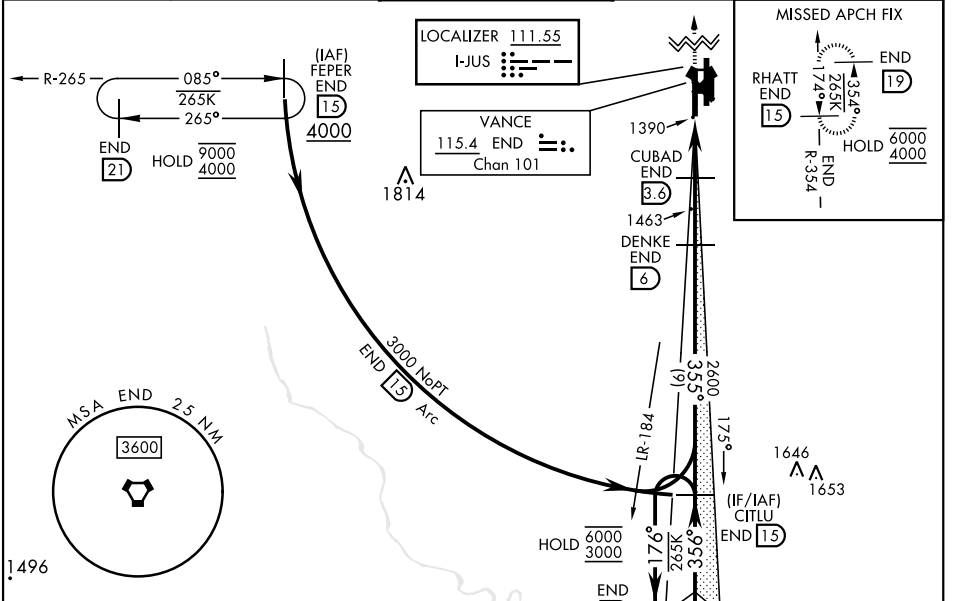 R-265
085°
265K
265°
END
21
HOLD
9000
4000
(IAF)
FEPER
END
15
4000
LOCALIZER 111.55
I-JUS
VANCE
115.4 END
Chan 101
1814
1390
CUBAD
END
3.6
1463
DENKE
END
6
MISSED APCH FIX
RHATT
END
15
174°
265K
354°
END
19
HOLD
6000
4000
END
R-354
3000 NoPT
END 15 Arc
LR-184
(9)
355°
2600
175°
1646
1653
(IF/IAF)
CITLU
END 15
HOLD
6000
3000
176°
265K
356°
END
MSA END 25 NM
3600
1496